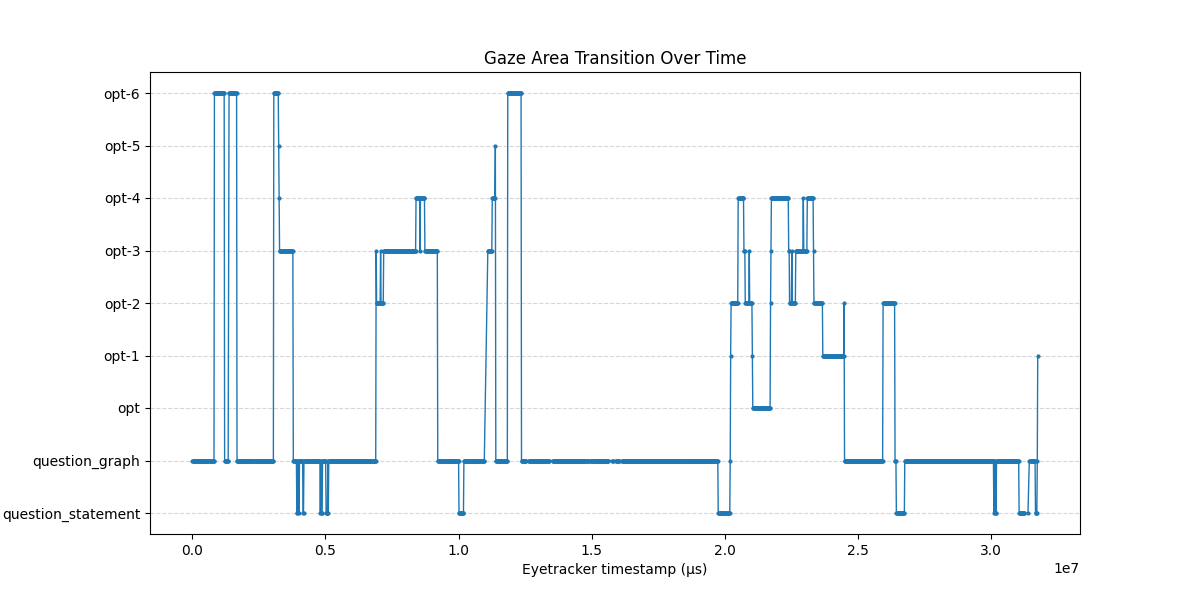 Gaze Area Transition Over Time
opt-6
opt-5
opt-4
opt-3
opt-2
opt-1
opt
question_graph
question_statement
0.0 0.5 1.0 1.5 2.0 2.5 3.0
Eyetracker timestamp (µs)
1e7